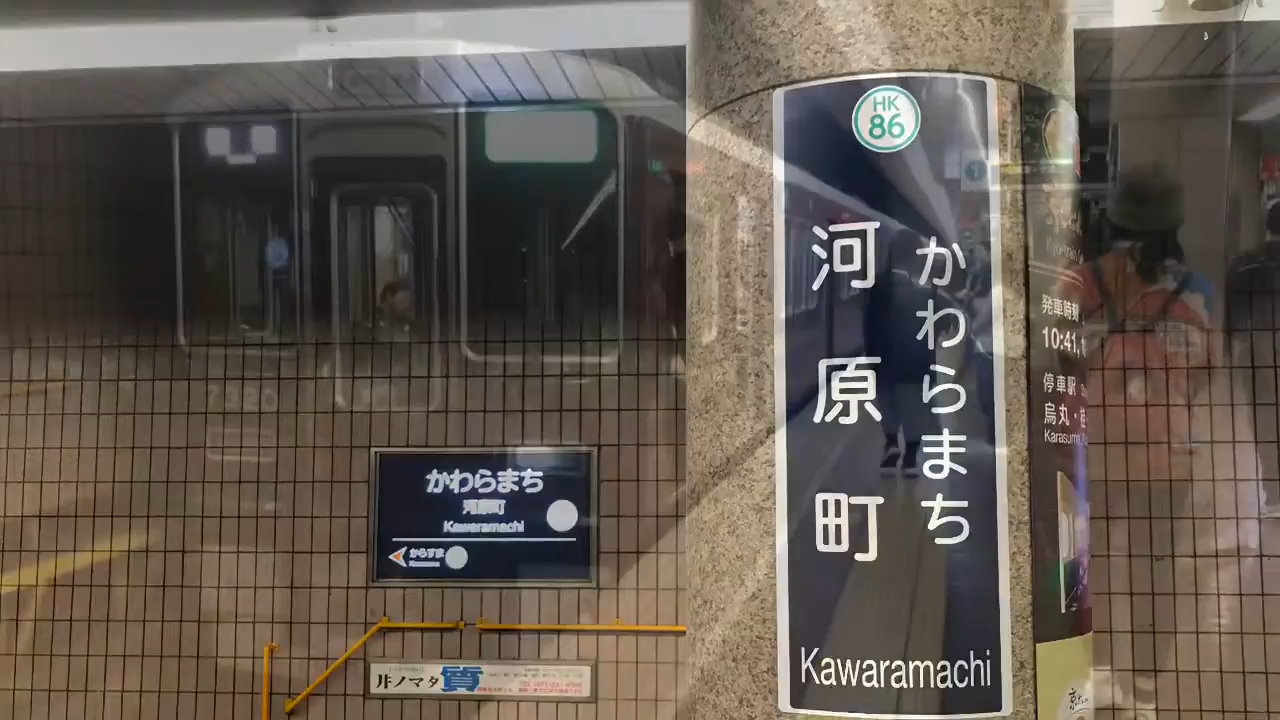 かわらまち
河原町
Kawaramachi
からすま
井ノマタ 質
HK
86
河原町
かわらまち
Kawaramachi
発車時刻
10:41,
停車駅
烏丸・桂
Karasuma,